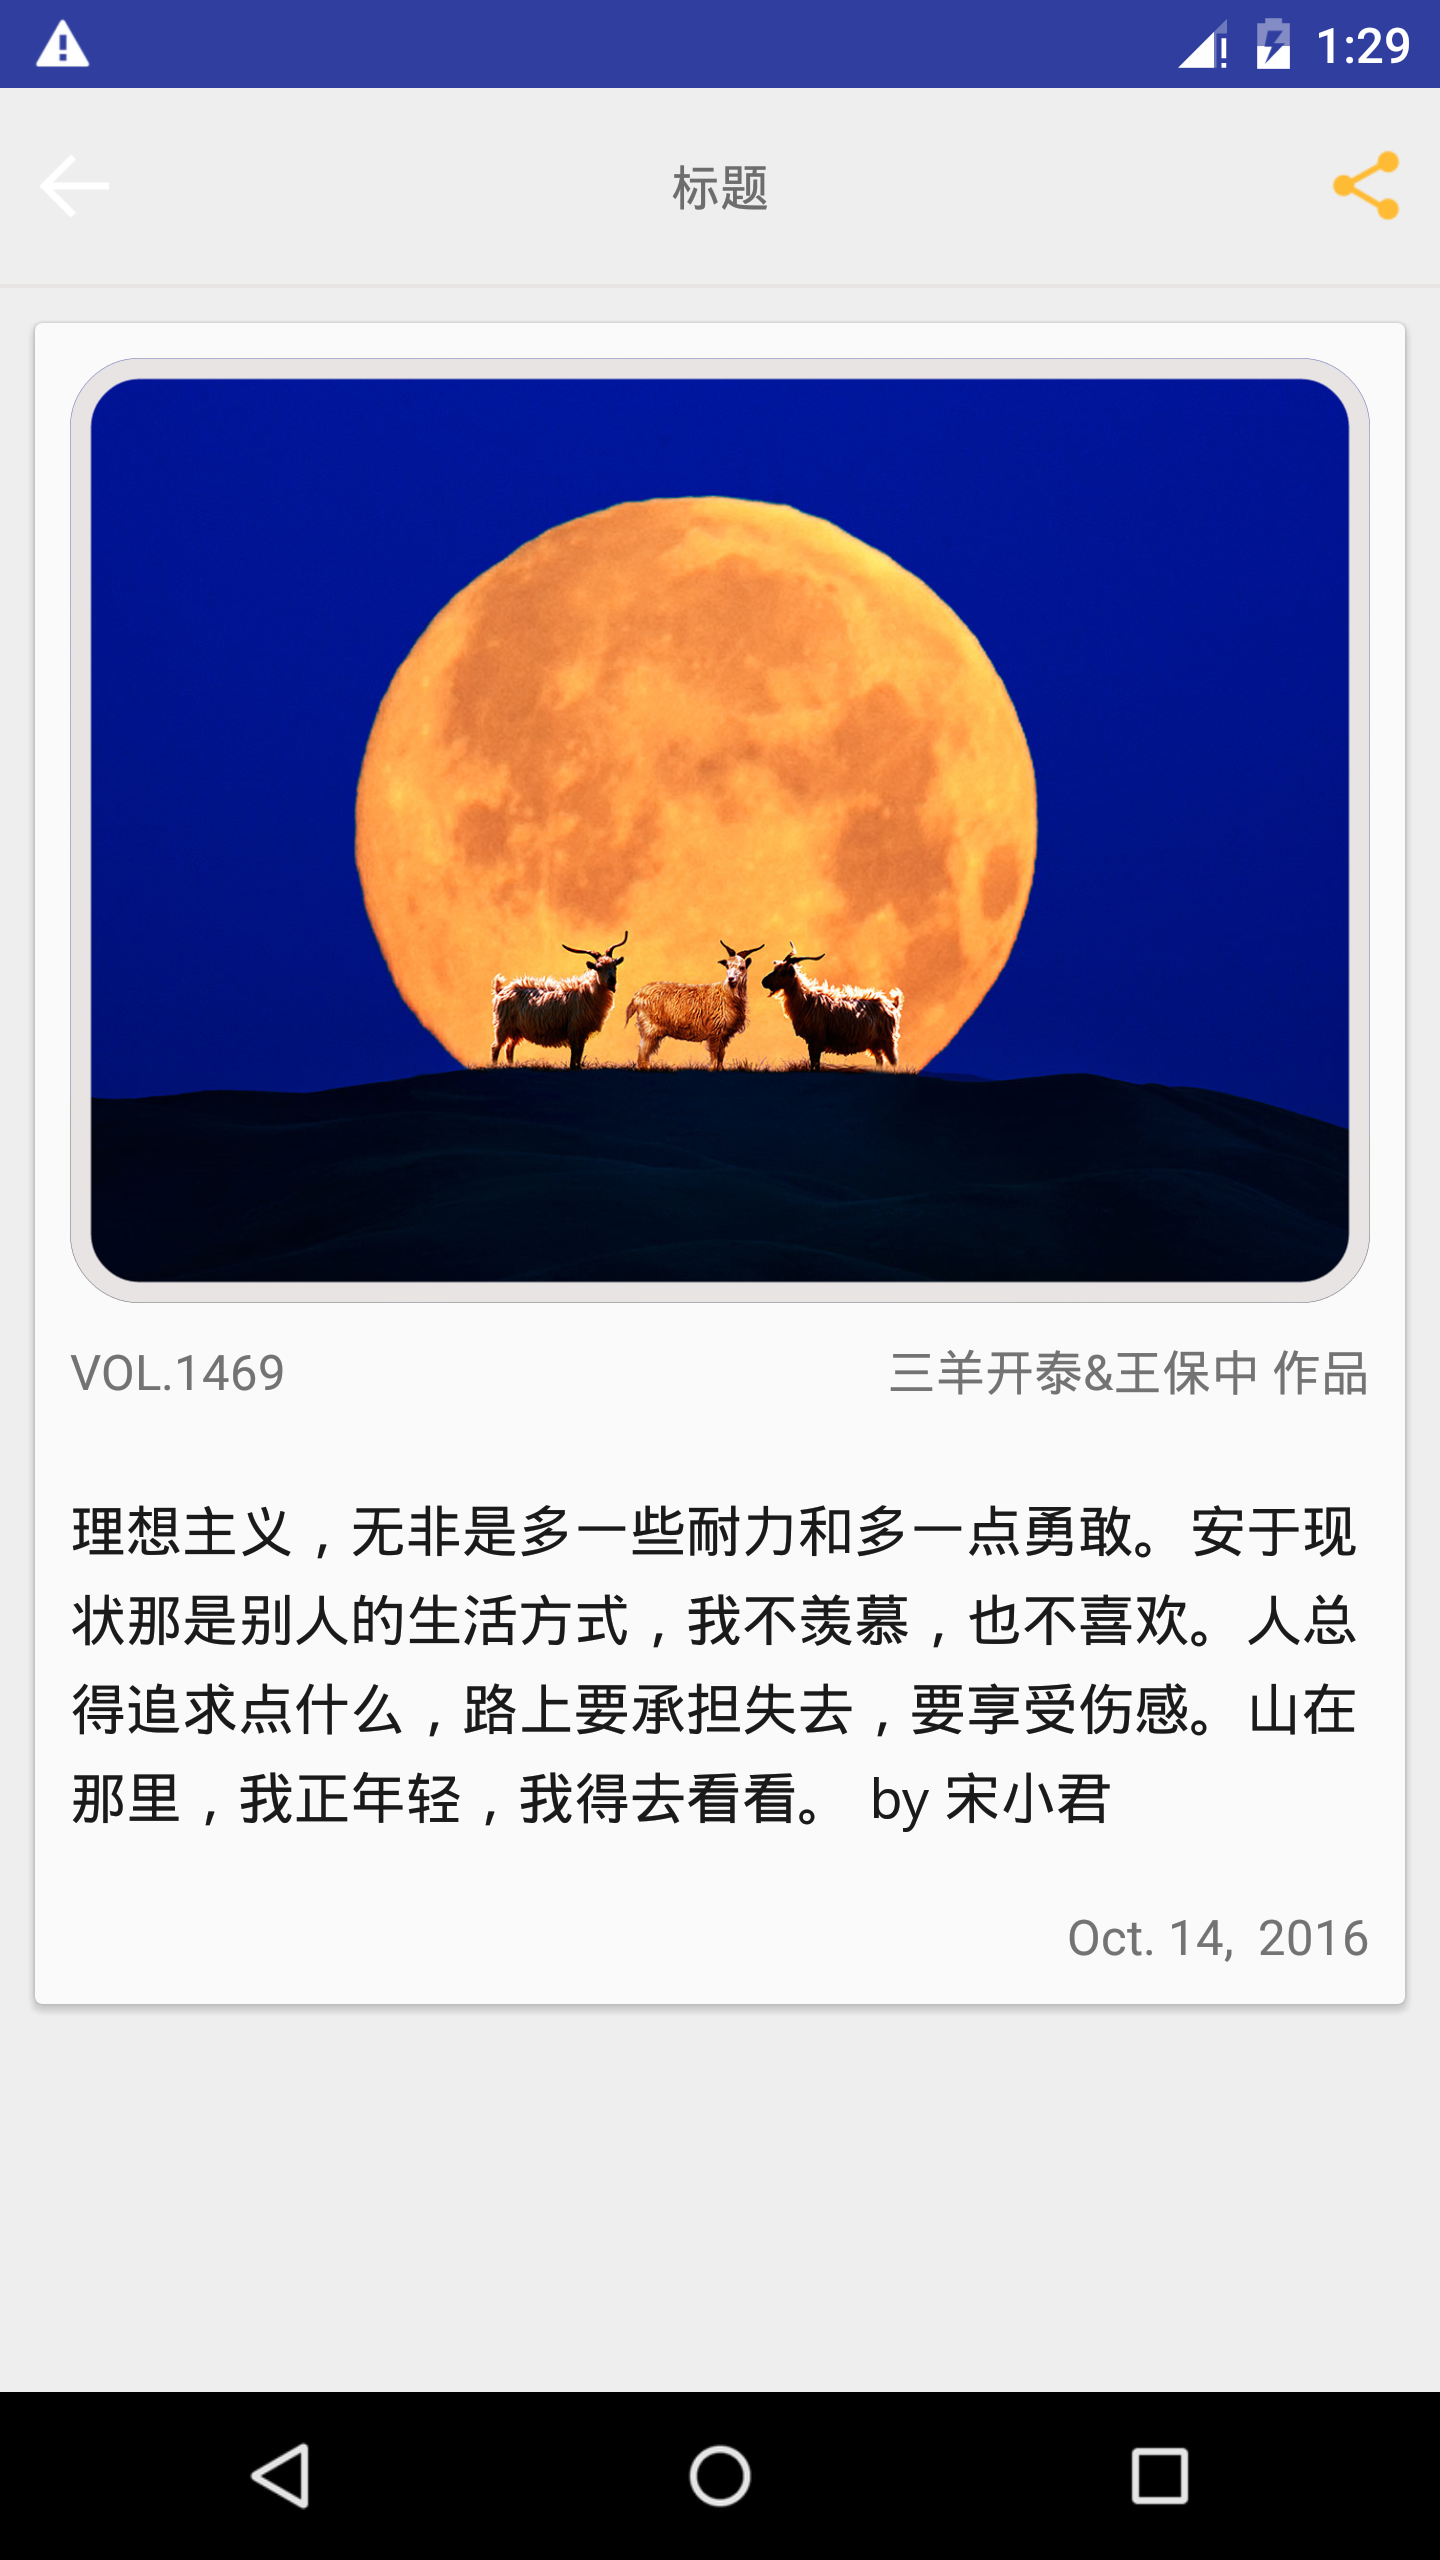 1:29
标题
VOL.1469
三羊开泰&王保中 作品
理想主义，无非是多一些耐力和多一点勇敢。安于现
状那是别人的生活方式，我不羡慕，也不喜欢。人总
得追求点什么，路上要承担失去，要享受伤感。山在
那里，我正年轻，我得去看看。 by 宋小君
Oct. 14,  2016